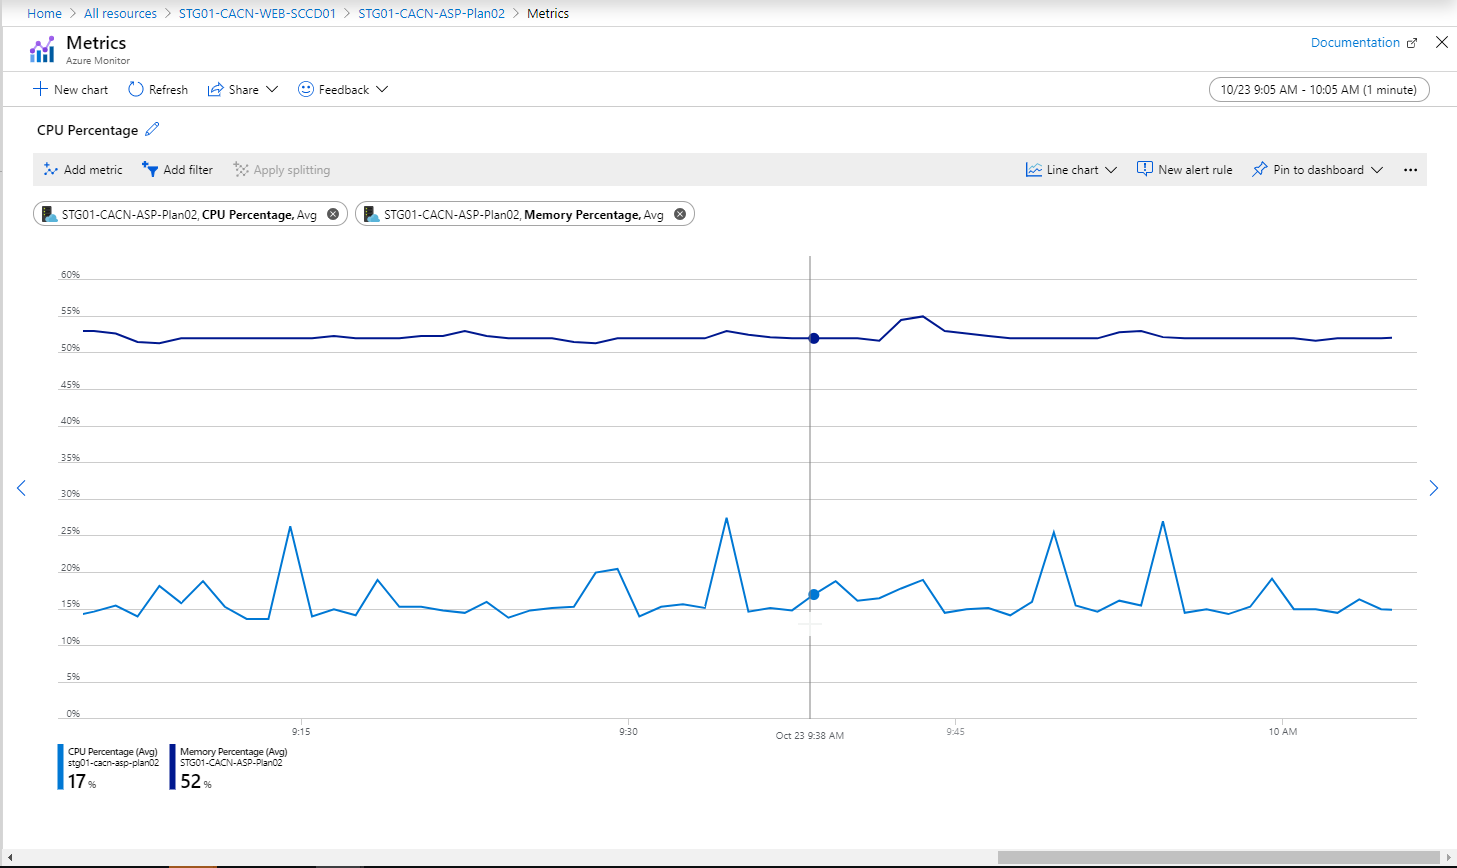 Home > All resources > STG01-CACN-WEB-SCCD01 > STG01-CACN-ASP-Plan02 > Metrics
Metrics
Azure Monitor
Documentation
New chart Refresh Share Feedback 10/23 9:05 AM - 10:05 AM (1 minute)
CPU Percentage
Add metric Add filter Apply splitting Line chart New alert rule Pin to dashboard ...
STG01-CACN-ASP-Plan02, CPU Percentage, Avg STG01-CACN-ASP-Plan02, Memory Percentage, Avg
60%
55%
50%
45%
40%
35%
30%
25%
20%
15%
10%
5%
0%
9:15 9:30 Oct 23 9:38 AM 9:45 10 AM
CPU Percentage (Avg) Memory Percentage (Avg)
stg01-cacn-asp-plan02 STG01-CACN-ASP-Plan02
17 % 52 %